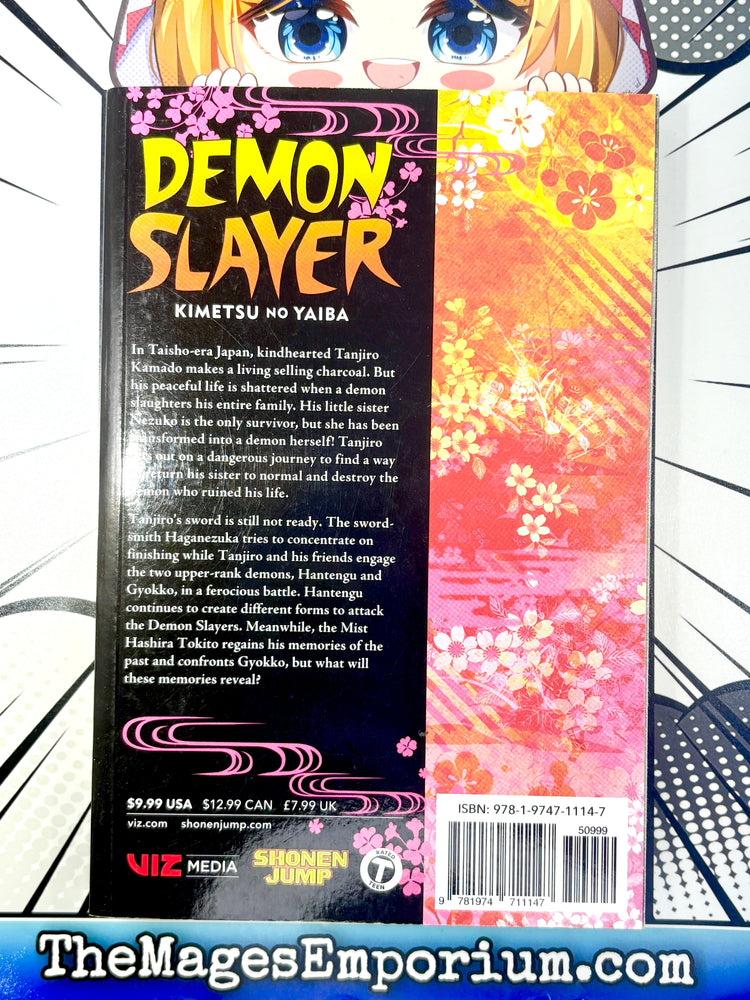 DEMON
SLAYER
KIMETSU NO YAIBA
In Taisho-era Japan, kindhearted Tanjiro
Kamado makes a living selling charcoal. But
his peaceful life is shattered when a demon
slaughters his entire family. His little sister
Nezuko is the only survivor, but she has been
transformed into a demon herself! Tanjiro
sets out on a dangerous journey to find a way
to return his sister to normal and destroy the
demon who ruined his life.
Tanjiro's sword is still not ready. The sword-
smith Haganezuka tries to concentrate on
finishing while Tanjiro and his friends engage
the two upper-rank demons, Hantengu and
Gyokko, in a ferocious battle. Hantengu
continues to create different forms to attack
the Demon Slayers. Meanwhile, the Mist
Hashira Tokito regains his memories of the
past and confronts Gyokko, but what will
these memories reveal?
$9.99 USA $12.99 CAN £7.99 UK
viz.com shonenjump.com
VIZ MEDIA
SHONEN
JUMP
RATED
T
TEEN
ISBN: 978-1-9747-1114-7
50999
9 781974 711147
TheMagesEmporium.com